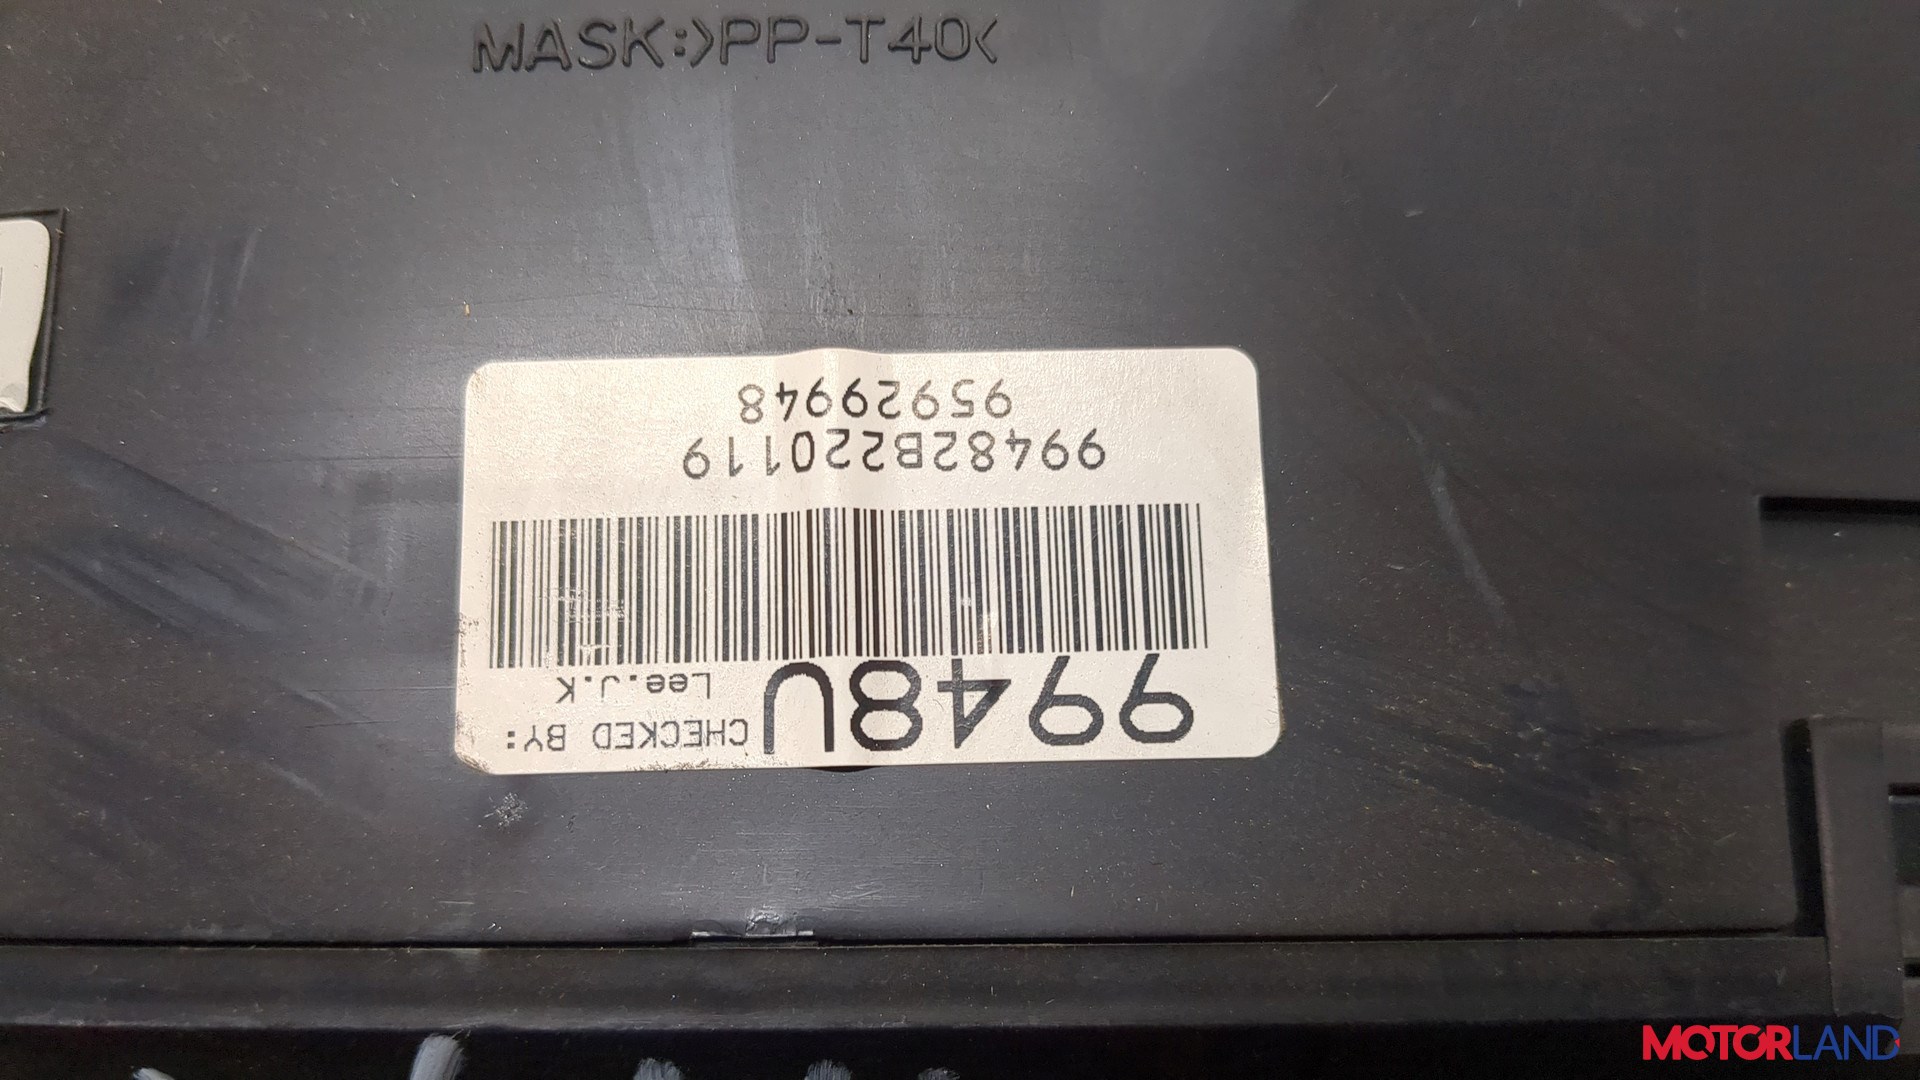 MASK:>PP-T40<
9948U CHECKED BY:
Lee.J.K
99482B220119
95929948
MOTORLAND